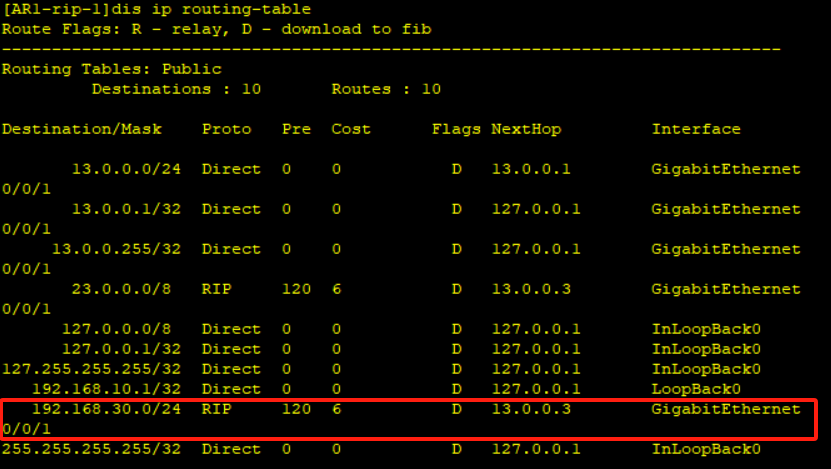 [AR1-rip-1]dis ip routing-table
Route Flags: R - relay, D - download to fib
------------------------------------------------------------------------------
Routing Tables: Public
Destinations : 10 Routes : 10
Destination/Mask Proto Pre Cost Flags NextHop Interface
13.0.0.0/24 Direct 0 0 D 13.0.0.1 GigabitEthernet
0/0/1
13.0.0.1/32 Direct 0 0 D 127.0.0.1 GigabitEthernet
0/0/1
13.0.0.255/32 Direct 0 0 D 127.0.0.1 GigabitEthernet
0/0/1
23.0.0.0/8 RIP 120 6 D 13.0.0.3 GigabitEthernet
0/0/1
127.0.0.0/8 Direct 0 0 D 127.0.0.1 InLoopBack0
127.0.0.1/32 Direct 0 0 D 127.0.0.1 InLoopBack0
127.255.255.255/32 Direct 0 0 D 127.0.0.1 InLoopBack0
192.168.10.1/32 Direct 0 0 D 127.0.0.1 LoopBack0
192.168.30.0/24 RIP 120 6 D 13.0.0.3 GigabitEthernet
0/0/1
255.255.255.255/32 Direct 0 0 D 127.0.0.1 InLoopBack0